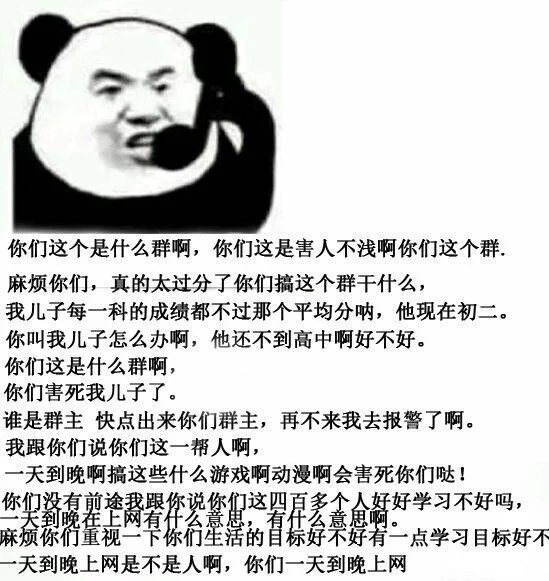 你们这个是什么群啊，你们这是害人不浅啊你们这个群.
麻烦你们，真的太过分了你们搞这个群干什么，
我儿子每一科的成绩都不过那个平均分呐，他现在初二。
你叫我儿子怎么办啊，他还不到高中啊好不好。
你们这是什么群啊，
你们害死我儿子了。
谁是群主 快点出来你们群主，再不来我去报警了啊。
我跟你们说你们这一帮人啊，
一天到晚啊搞这些什么游戏啊动漫啊会害死你们哒！
你们没有前途我跟你说你们这四百多个人好好学习不好吗，
一天到晚在上网有什么意思，有什么意思啊。
麻烦你们重视一下你们生活的目标好不好有一点学习目标好不
一天到晚上网是不是人啊，你们一天到晚上网